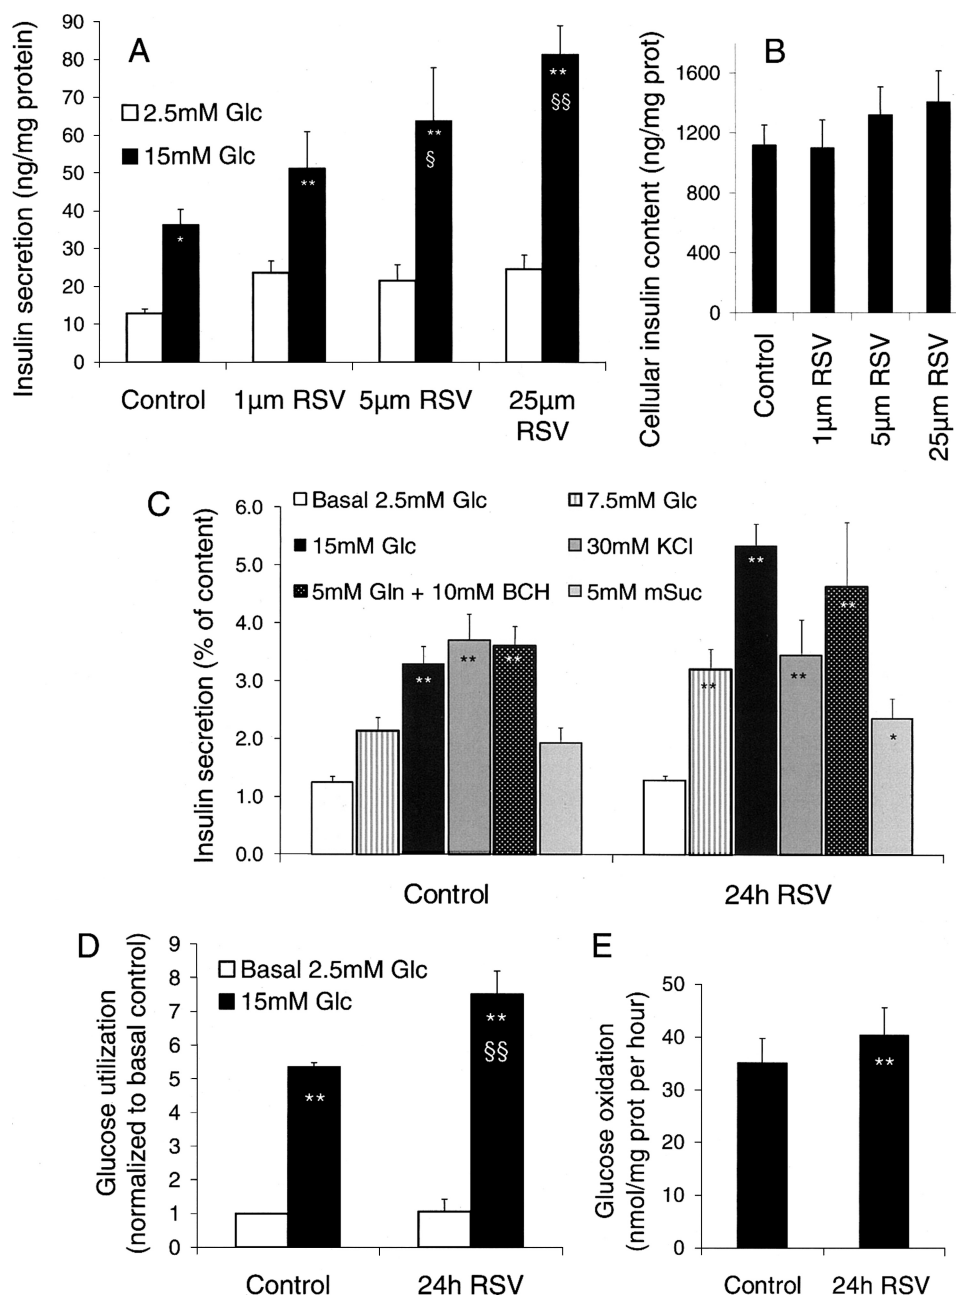 A
Insulin secretion (ng/mg protein)
90
80
70
60
50
40
30
20
10
0
2.5mM Glc
15mM Glc
*
**
**
§
**
§§
Control
1µm RSV
5µm RSV
25µm
RSV
B
Cellular insulin content (ng/mg prot)
1600
1200
800
400
0
Control
1µm RSV
5µm RSV
25µm RSV
C
Insulin secretion (% of content)
6.0
5.0
4.0
3.0
2.0
1.0
0.0
Basal 2.5mM Glc
7.5mM Glc
15mM Glc
30mM KCl
5mM Gln + 10mM BCH
5mM mSuc
**
**
**
**
**
**
**
*
Control
24h RSV
D
Glucose utilization
(normalized to basal control)
9
8
7
6
5
4
3
2
1
0
Basal 2.5mM Glc
15mM Glc
**
**
§§
Control
24h RSV
E
Glucose oxidation
(nmol/mg prot per hour)
50
40
30
20
10
0
**
Control
24h RSV